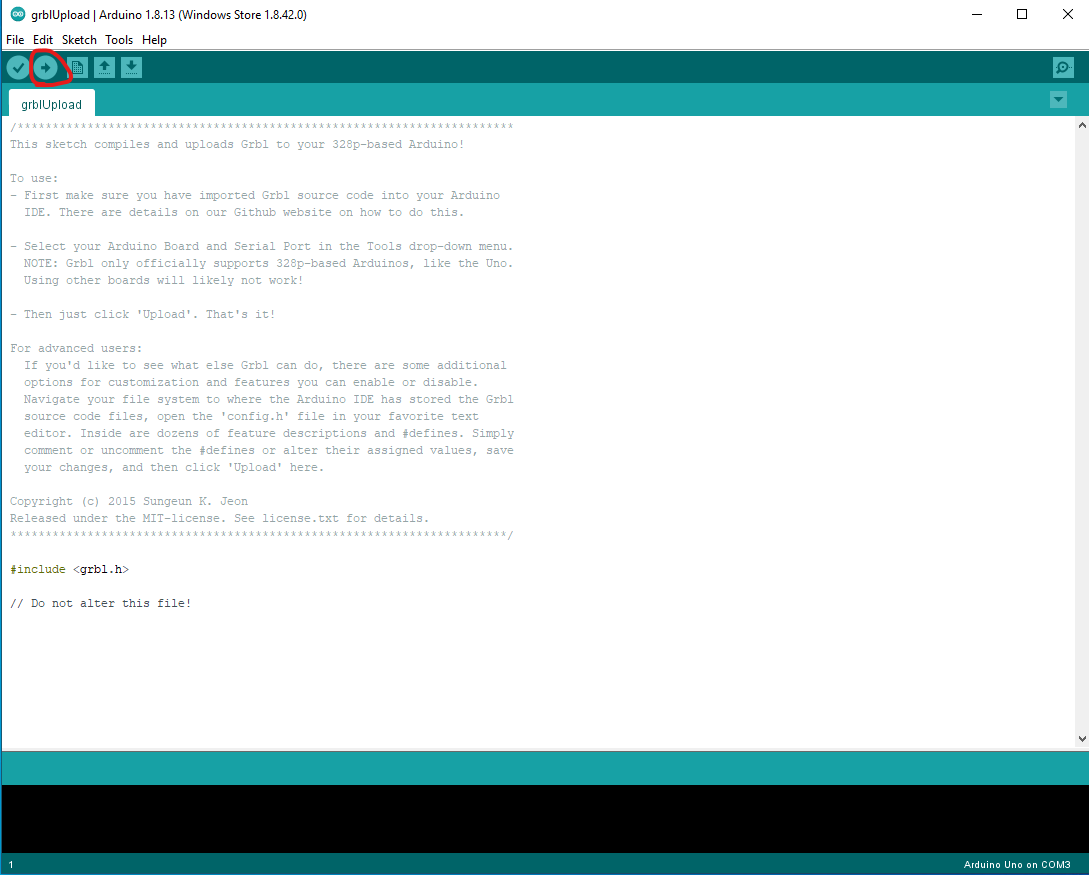 grblUpload | Arduino 1.8.13 (Windows Store 1.8.42.0)
File Edit Sketch Tools Help
grblUpload
/***********************************************************************
This sketch compiles and uploads Grbl to your 328p-based Arduino!
To use:
- First make sure you have imported Grbl source code into your Arduino
IDE. There are details on our Github website on how to do this.
- Select your Arduino Board and Serial Port in the Tools drop-down menu.
NOTE: Grbl only officially supports 328p-based Arduinos, like the Uno.
Using other boards will likely not work!
- Then just click 'Upload'. That's it!
For advanced users:
If you'd like to see what else Grbl can do, there are some additional
options for customization and features you can enable or disable.
Navigate your file system to where the Arduino IDE has stored the Grbl
source code files, open the 'config.h' file in your favorite text
editor. Inside are dozens of feature descriptions and #defines. Simply
comment or uncomment the #defines or alter their assigned values, save
your changes, and then click 'Upload' here.
Copyright (c) 2015 Sungeun K. Jeon
Released under the MIT-license. See license.txt for details.
***********************************************************************/
#include <grbl.h>
// Do not alter this file!
1
Arduino Uno on COM3